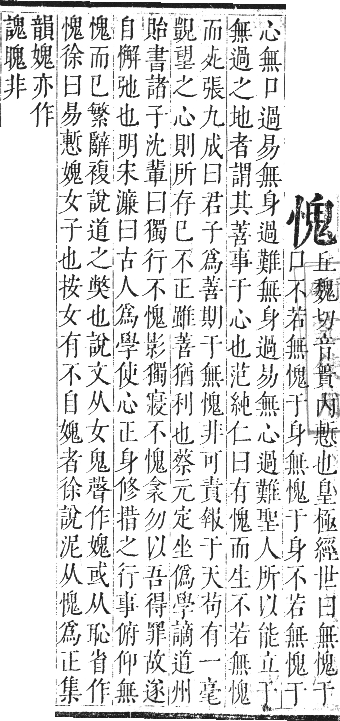 愧丘魏切音簣內慙也皇極經世曰無愧于
口不若無愧于身無愧于身不若無愧于
心無口過易無身過難無身過易無心過難聖人所以能立于
無過之地者謂其善事于心也范純仁曰有愧而生不若無愧
而死張九成曰君子爲善期于無愧非可責報于天苟有一毫
覬望之心則所存已不正雖善猶利也蔡元定坐僞學謫道州
貽書諸子沈輩曰獨行不愧影獨寢不愧衾勿以吾得罪故遂
自懈弛也明宋濂曰古人爲學使心正身修措之行事俯仰無
愧而已繁辭複說道之獘也說文从女鬼聲作媿或从恥省作
愧徐曰易慙媿女子也按女有不自媿者徐說泥从愧爲正集
韻媿亦作
謉聭非